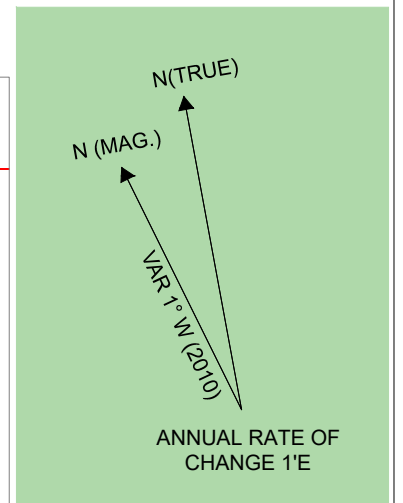 N(TRUE)
N (MAG.)
VAR 1° W (2010)
ANNUAL RATE OF
CHANGE 1'E